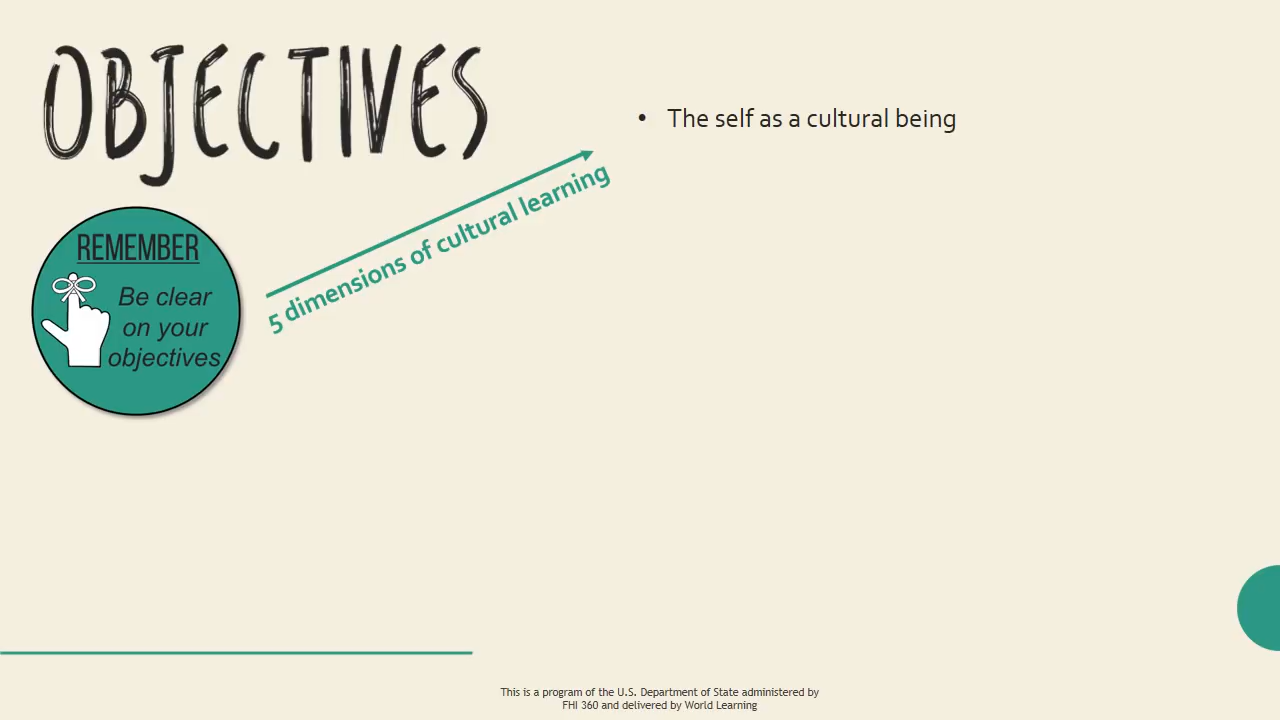 OBJECTIVES
• The self as a cultural being
5 dimensions of cultural learning
REMEMBER
Be clear
on your
objectives
This is a program of the U.S. Department of State administered by
FHI 360 and delivered by World Learning